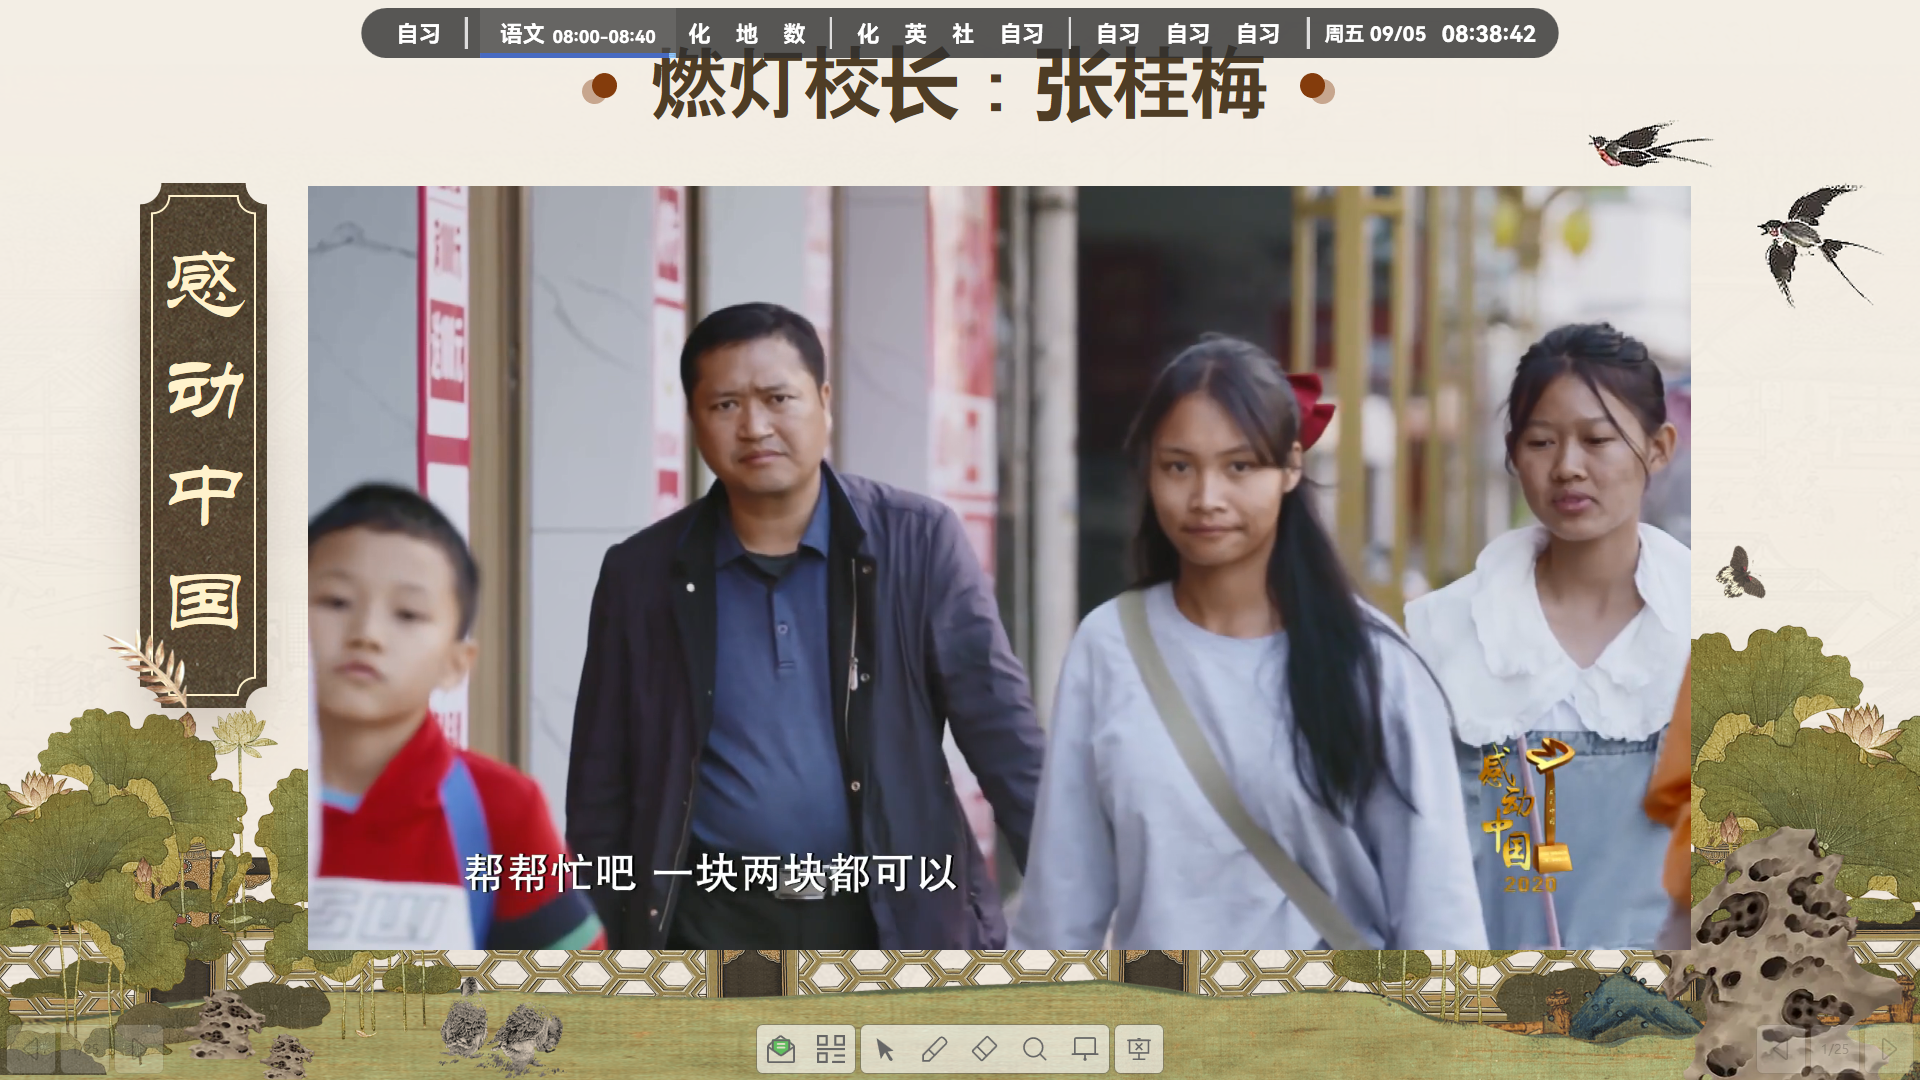 自习 语文 08:00-08:40 化 地 数 化 英 社 自习 自习 自习 自习 周五 09/05 08:38:42
燃灯校长：张桂梅
感动中国
帮帮忙吧 一块两块都可以
感动中国
2020
1/25